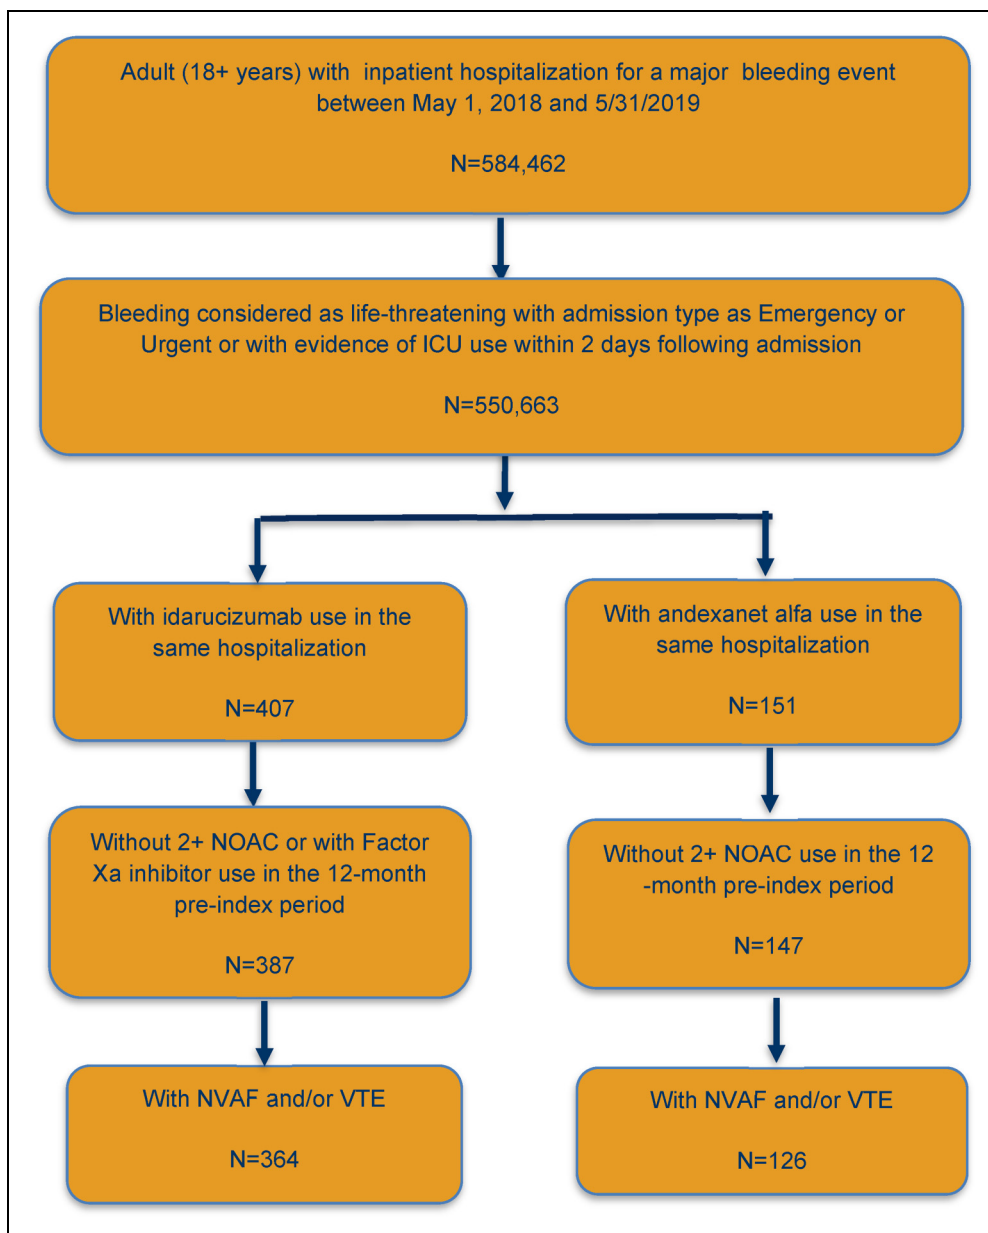 Adult (18+ years) with inpatient hospitalization for a major bleeding event
between May 1, 2018 and 5/31/2019
N=584,462
Bleeding considered as life-threatening with admission type as Emergency or
Urgent or with evidence of ICU use within 2 days following admission
N=550,663
With idarucizumab use in the
same hospitalization
N=407
With andexanet alfa use in the
same hospitalization
N=151
Without 2+ NOAC or with Factor
Xa inhibitor use in the 12-month
pre-index period
N=387
Without 2+ NOAC use in the 12
-month pre-index period
N=147
With NVAF and/or VTE
N=364
With NVAF and/or VTE
N=126